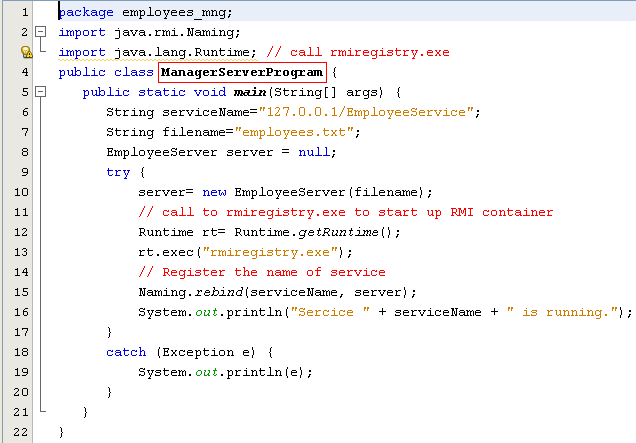 1 package employees_mng;
2 import java.rmi.Naming;
import java.lang.Runtime; // call rmiregistry.exe
4 public class ManagerServerProgram {
5 public static void main(String[] args) {
6 String serviceName="127.0.0.1/EmployeeService";
7 String filename="employees.txt";
8 EmployeeServer server = null;
9 try {
10 server= new EmployeeServer(filename);
11 // call to rmiregistry.exe to start up RMI container
12 Runtime rt= Runtime.getRuntime();
13 rt.exec("rmiregistry.exe");
14 // Register the name of service
15 Naming.rebind(serviceName, server);
16 System.out.println("Sercice " + serviceName + " is running.");
17 }
18 catch (Exception e) {
19 System.out.println(e);
20 }
21 }
22 }